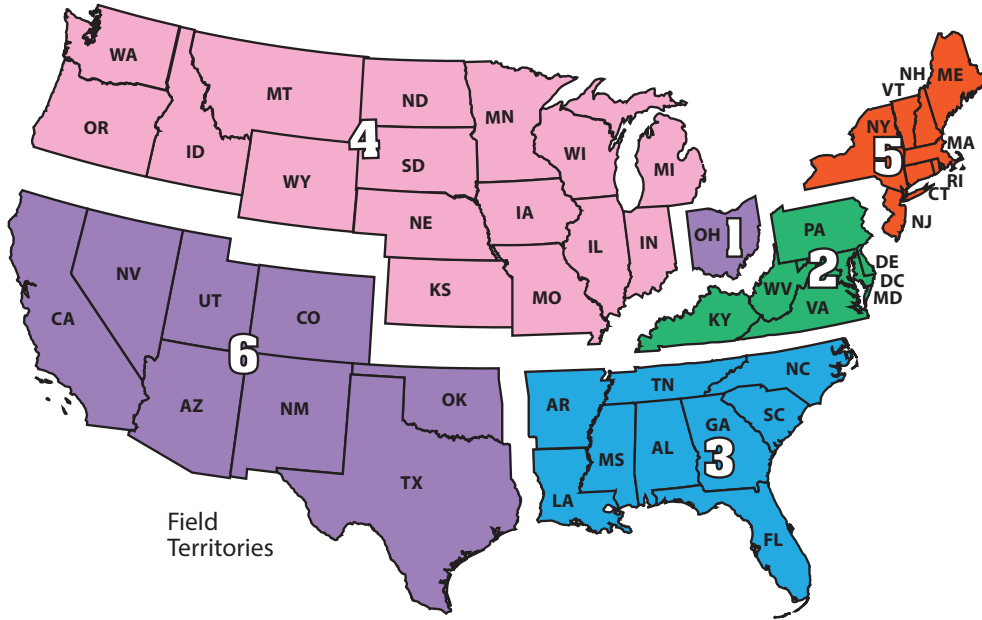 WA
MT
ND
MN
OR
ID
4
SD
WI
MI
WY
NE
IA
IL
IN
KS
MO
OH
1
NH
ME
VT
NY
5
MA
RI
CT
NJ
PA
2
DE
DC
MD
WV
VA
KY
NV
UT
CO
CA
6
AZ
NM
OK
TX
TN
NC
AR
SC
GA
MS
AL
3
LA
FL
Field
Territories